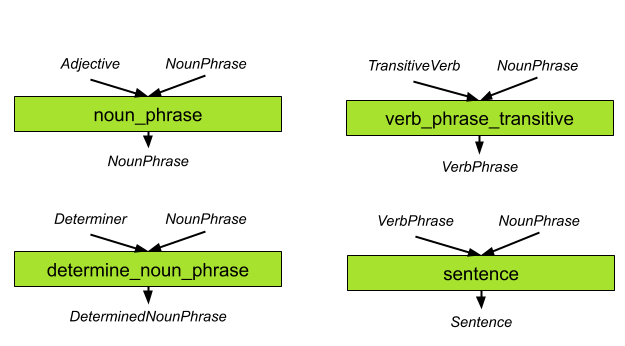 Adjective NounPhrase
noun_phrase
NounPhrase
TransitiveVerb NounPhrase
verb_phrase_transitive
VerbPhrase
Determiner NounPhrase
determine_noun_phrase
DeterminedNounPhrase
VerbPhrase NounPhrase
sentence
Sentence